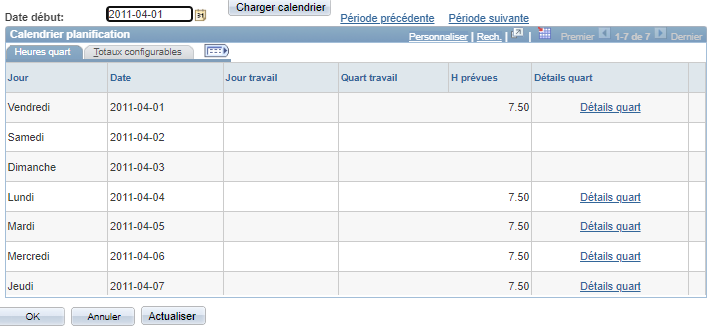 Date début: 2011-04-01 31 Charger calendrier Période précédente Période suivante
Calendrier planification Personnaliser | Rech. | | Premier 1-7 de 7 Dernier
Heures quart Totaux configurables
Jour Date Jour travail Quart travail H prévues Détails quart
Vendredi 2011-04-01 7.50 Détails quart
Samedi 2011-04-02
Dimanche 2011-04-03
Lundi 2011-04-04 7.50 Détails quart
Mardi 2011-04-05 7.50 Détails quart
Mercredi 2011-04-06 7.50 Détails quart
Jeudi 2011-04-07 7.50 Détails quart
OK Annuler Actualiser